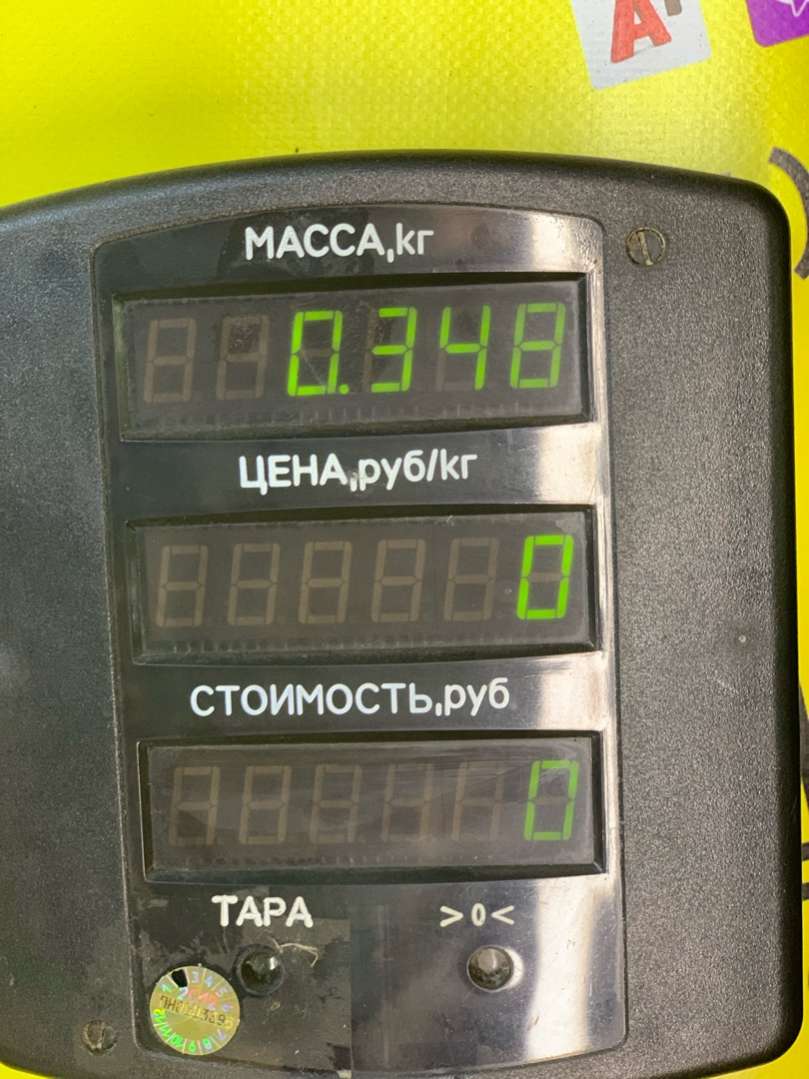 МАССА,кг
0.348
ЦЕНА,руб/кг
0
СТОИМОСТЬ,руб
0
ТАРА >0<